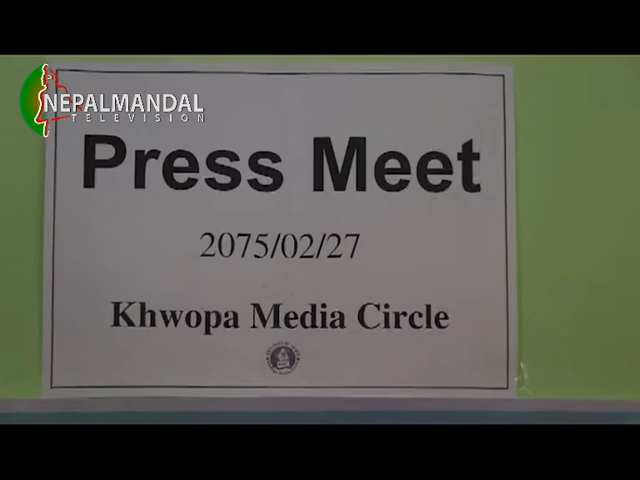 NEPALMANDAL
TELEVISION
Press Meet
2075/02/27
Khwopa Media Circle